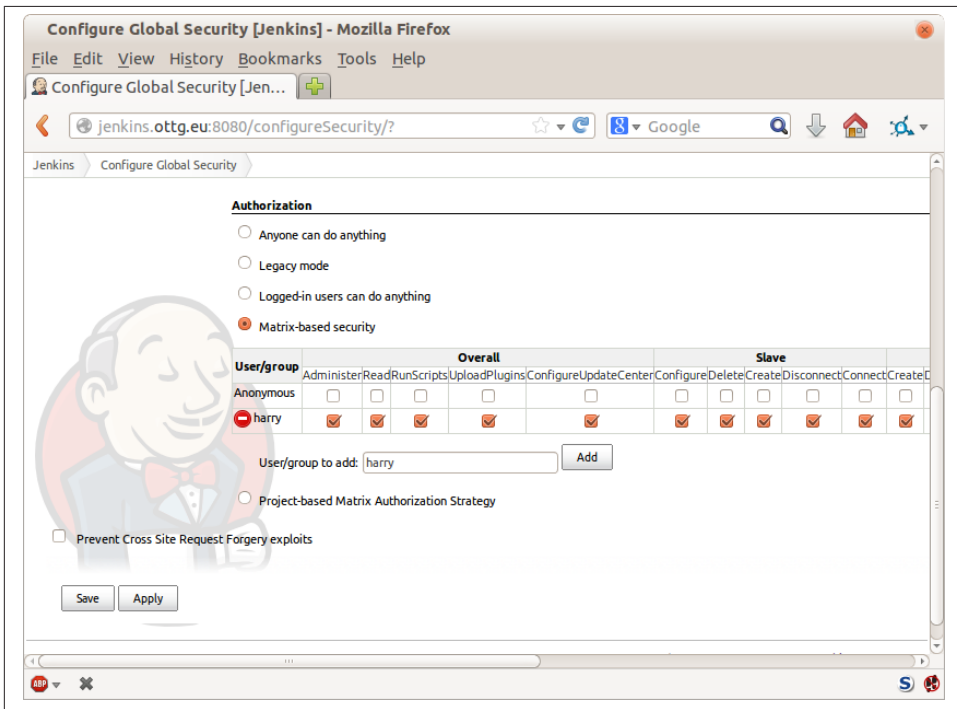 Configure Global Security [Jenkins] - Mozilla Firefox
File Edit View History Bookmarks Tools Help
Configure Global Security [Jen...
jenkins.ottg.eu:8080/configureSecurity/? Google
Jenkins Configure Global Security
Authorization
Anyone can do anything
Legacy mode
Logged-in users can do anything
Matrix-based security
User/group Overall Slave
Administer Read RunScripts UploadPlugins ConfigureUpdateCenter Configure Delete Create Disconnect Connect Create D
Anonymous
harry
User/group to add: harry Add
Project-based Matrix Authorization Strategy
Prevent Cross Site Request Forgery exploits
Save Apply
ABP S